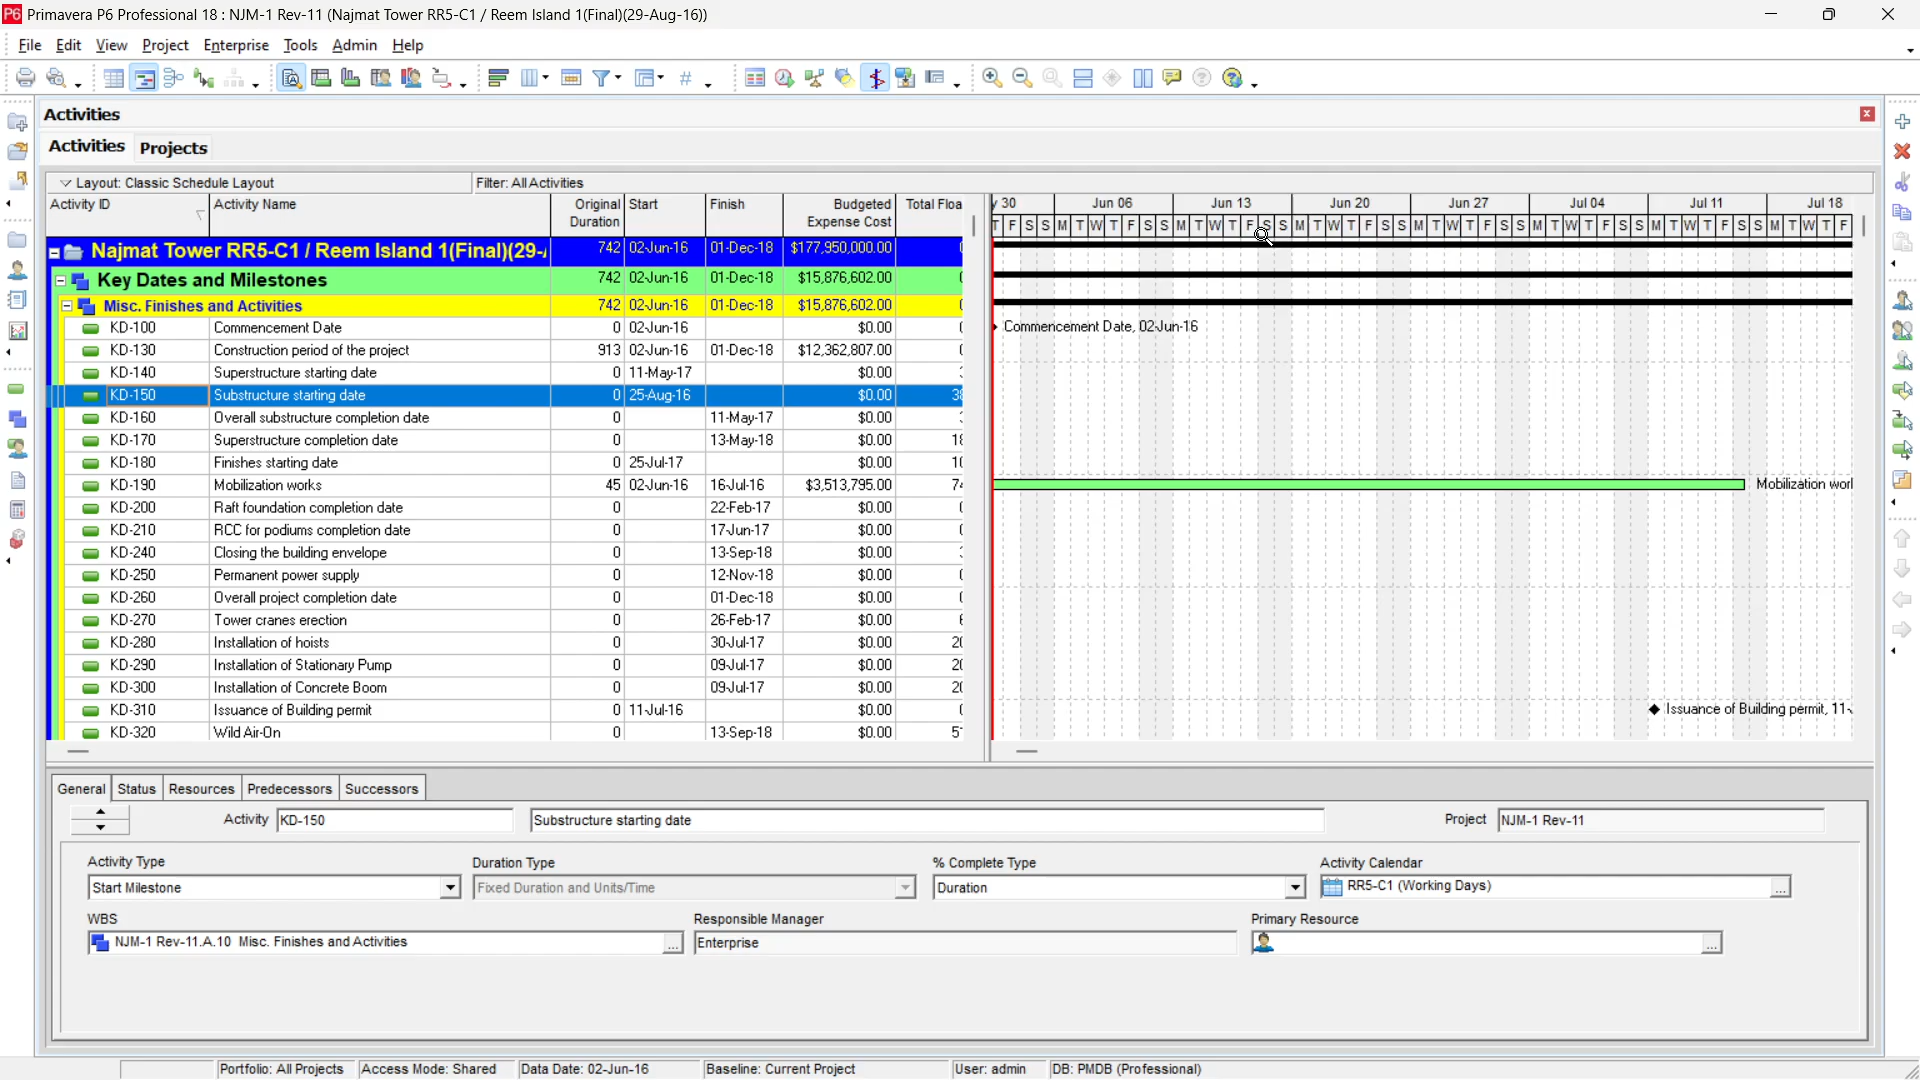 Primavera P6 Professional 18 : NJM-1 Rev-11 (Najmat Tower RR5-C1 / Reem Island 1(Final)(29-Aug-16))
File Edit View Project Enterprise Tools Admin Help
Activities
Activities Projects
Layout: Classic Schedule Layout Filter: All Activities
Activity ID Activity Name Original Duration Start Finish Budgeted Expense Cost Total Floa
y 30 Jun 06 Jun 13 Jun 20 Jun 27 Jul 04 Jul 11 Jul 18
T F S S M T W T F S S M T W T F S S M T W T F S S M T W T F S S M T W T F S S M T W T F S S M T W T F
Najmat Tower RR5-C1 / Reem Island 1(Final)(29-A 742 02-Jun-16 01-Dec-18 $177,950,000.00
Key Dates and Milestones 742 02-Jun-16 01-Dec-18 $15,876,602.00
Misc. Finishes and Activities 742 02-Jun-16 01-Dec-18 $15,876,602.00
KD-100 Commencement Date 0 02-Jun-16 $0.00 Commencement Date, 02-Jun-16
KD-130 Construction period of the project 913 02-Jun-16 01-Dec-18 $12,362,807.00
KD-140 Superstructure starting date 0 11-May-17 $0.00
KD-150 Substructure starting date 0 25-Aug-16 $0.00 38
KD-160 Overall substructure completion date 0 11-May-17 $0.00
KD-170 Superstructure completion date 0 13-May-18 $0.00 18
KD-180 Finishes starting date 0 25-Jul-17 $0.00 10
KD-190 Mobilization works 45 02-Jun-16 16-Jul-16 $3,513,795.00 74 Mobilization work
KD-200 Raft foundation completion date 0 22-Feb-17 $0.00
KD-210 RCC for podiums completion date 0 17-Jun-17 $0.00
KD-240 Closing the building envelope 0 13-Sep-18 $0.00
KD-250 Permanent power supply 0 12-Nov-18 $0.00
KD-260 Overall project completion date 0 01-Dec-18 $0.00
KD-270 Tower cranes erection 0 26-Feb-17 $0.00
KD-280 Installation of hoists 0 30-Jul-17 $0.00 20
KD-290 Installation of Stationary Pump 0 09-Jul-17 $0.00 20
KD-300 Installation of Concrete Boom 0 09-Jul-17 $0.00 20
KD-310 Issuance of Building permit 0 11-Jul-16 $0.00 Issuance of Building permit, 11-
KD-320 Wild Air-On 0 13-Sep-18 $0.00
General Status Resources Predecessors Successors
Activity KD-150 Substructure starting date Project NJM-1 Rev-11
Activity Type Duration Type % Complete Type Activity Calendar
Start Milestone Fixed Duration and Units/Time Duration RR5-C1 (Working Days) ...
WBS Responsible Manager Primary Resource
NJM-1 Rev-11.A.10 Misc. Finishes and Activities ... Enterprise ...
Portfolio: All Projects Access Mode: Shared Data Date: 02-Jun-16 Baseline: Current Project User: admin DB: PMDB (Professional)